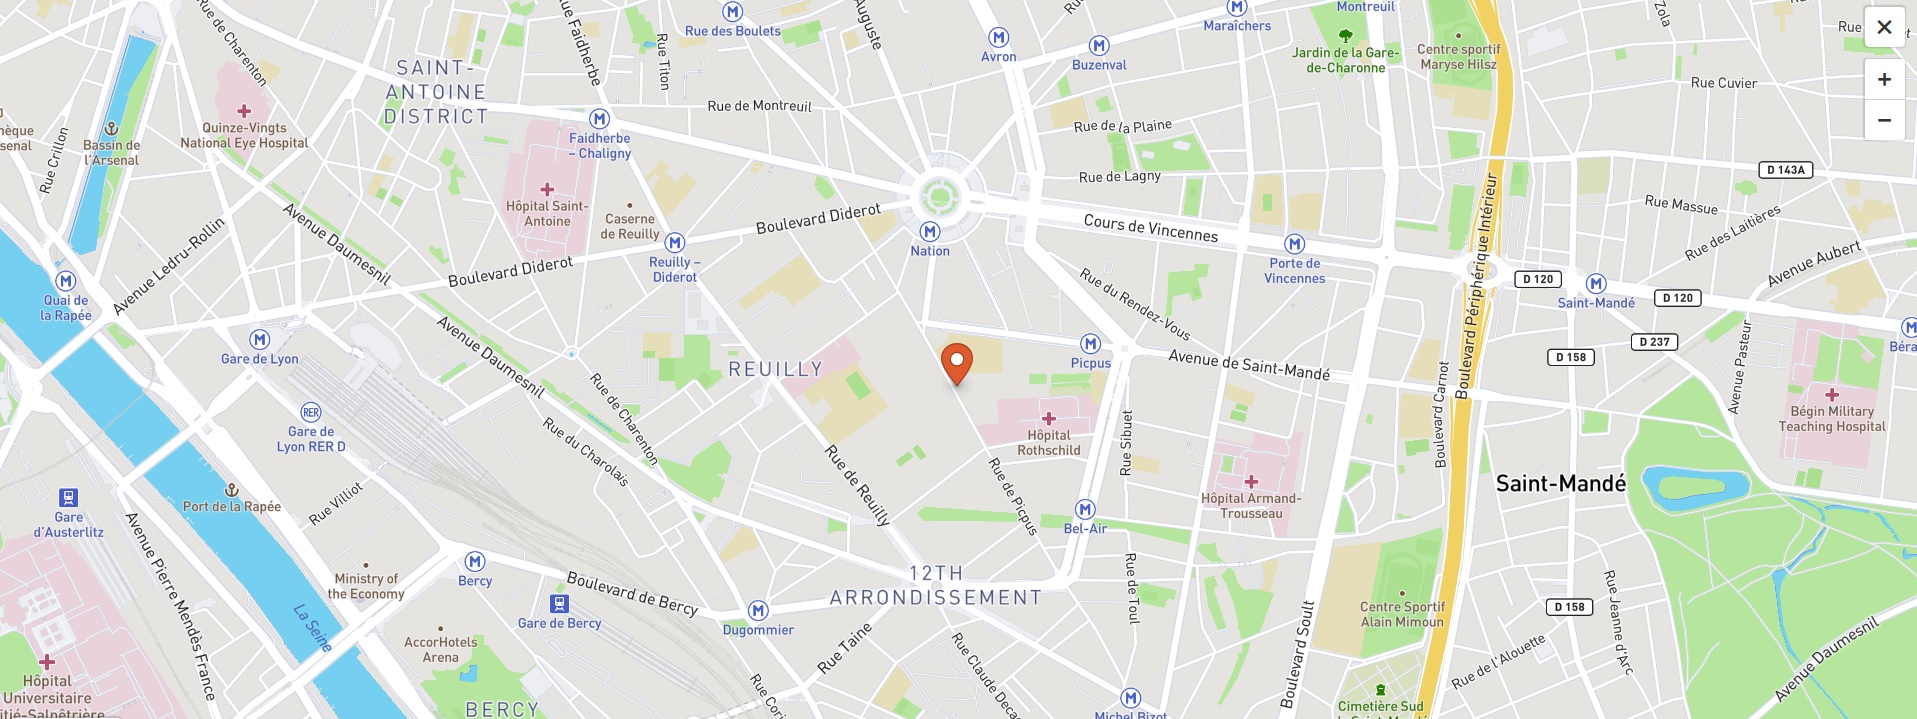 Rue de Charenton
Rue Faidherbe
Rue Titon
M
Rue des Boulets
Auguste
M
Avron
M
Buzenval
M
Maraîchers
Montreuil
Jardin de la Gare-
de-Charonne
Centre sportif
Maryse Hilsz
Zola
Rue
×
+
−
SAINT-
ANTOINE
DISTRICT
Rue de Montreuil
Rue Cuvier
Quinze-Vingts
National Eye Hospital
M
Faidherbe
– Chaligny
Rue de la Plaine
Bassin de
l'Arsenal
Rue Crillon
Rue de Lagny
D 143A
Hôpital Saint-
Antoine
Caserne
de Reuilly
Boulevard Diderot
Rue Massue
Rue des Laitières
Avenue Aubert
Avenue Daumesnil
Avenue Ledru-Rollin
M
Nation
Cours de Vincennes
M
Reuilly –
Diderot
Boulevard Diderot
M
Porte de
Vincennes
Boulevard Périphérique Intérieur
D 120
M
Saint-Mandé
D 120
M
Quai de
la Rapée
Rue du Rendez-Vous
M
Gare de Lyon
Avenue Daumesnil
M
Picpus
Avenue de Saint-Mandé
D 158
D 237
Avenue Pasteur
M
Béra
REUILLY
Boulevard Carnot
RER
Gare de
Lyon RER D
Rue de Charenton
Rue du Charolais
Hôpital
Rothschild
Rue Sibuet
Bégin Military
Teaching Hospital
Rue de Reuilly
Rue de Picpus
Hôpital Armand-
Trousseau
Saint-Mandé
Port de la Rapée
Rue Villiot
Gare
d'Austerlitz
M
Bel-Air
Avenue Pierre Mendès France
Ministry of
the Economy
M
Bercy
Boulevard de Bercy
12TH
ARRONDISSEMENT
Rue de Toul
Gare de Bercy
M
Dugommier
Centre Sportif
Alain Mimoun
D 158
Rue Jeanne d'Arc
La Seine
AccorHotels
Arena
Rue Taine
Rue Claude Decae
Boulevard Soult
Rue de l'Alouette
Avenue Daumesnil
Hôpital
Universitaire
itié-Salpêtrière
BERCY
Rue Cori
M
Michel Bizot
Cimetière Sud